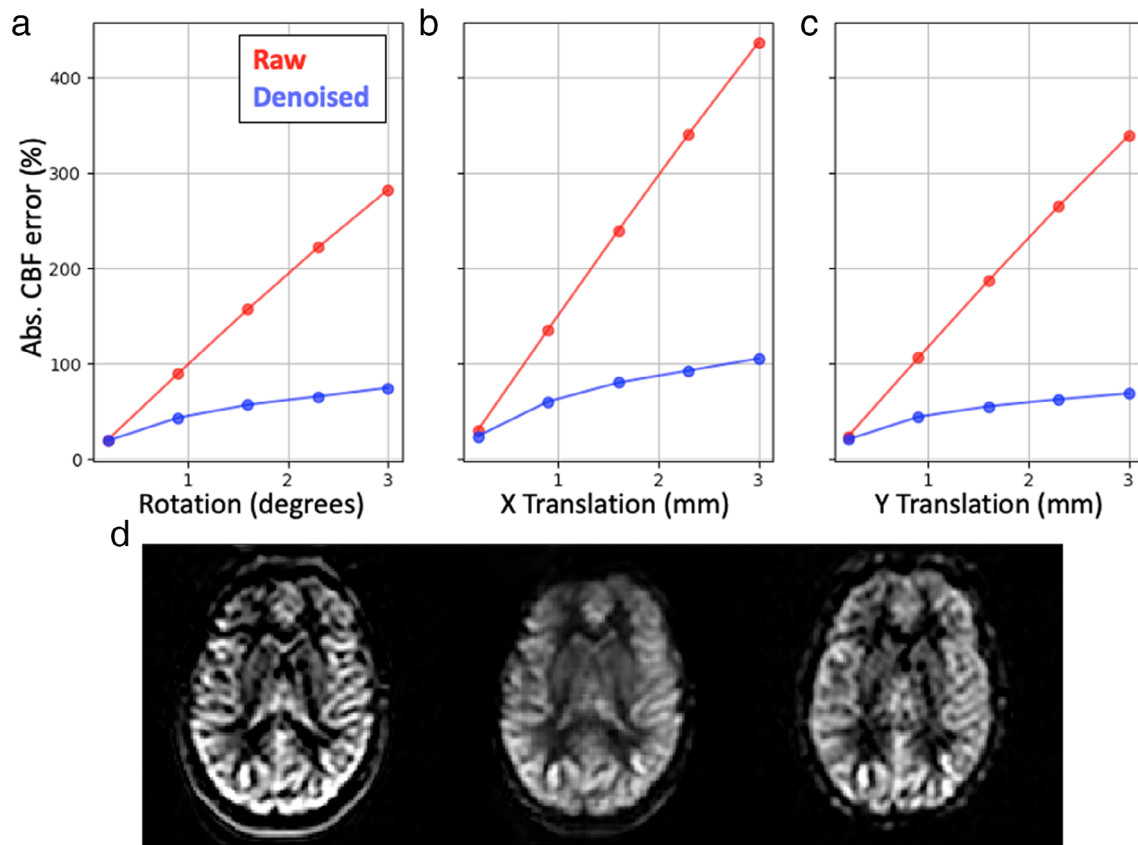 a
b
c
Raw
Denoised
Abs. CBF error (%)
400
300
200
100
0
1 2 3
Rotation (degrees)
1 2 3
X Translation (mm)
1 2 3
Y Translation (mm)
d